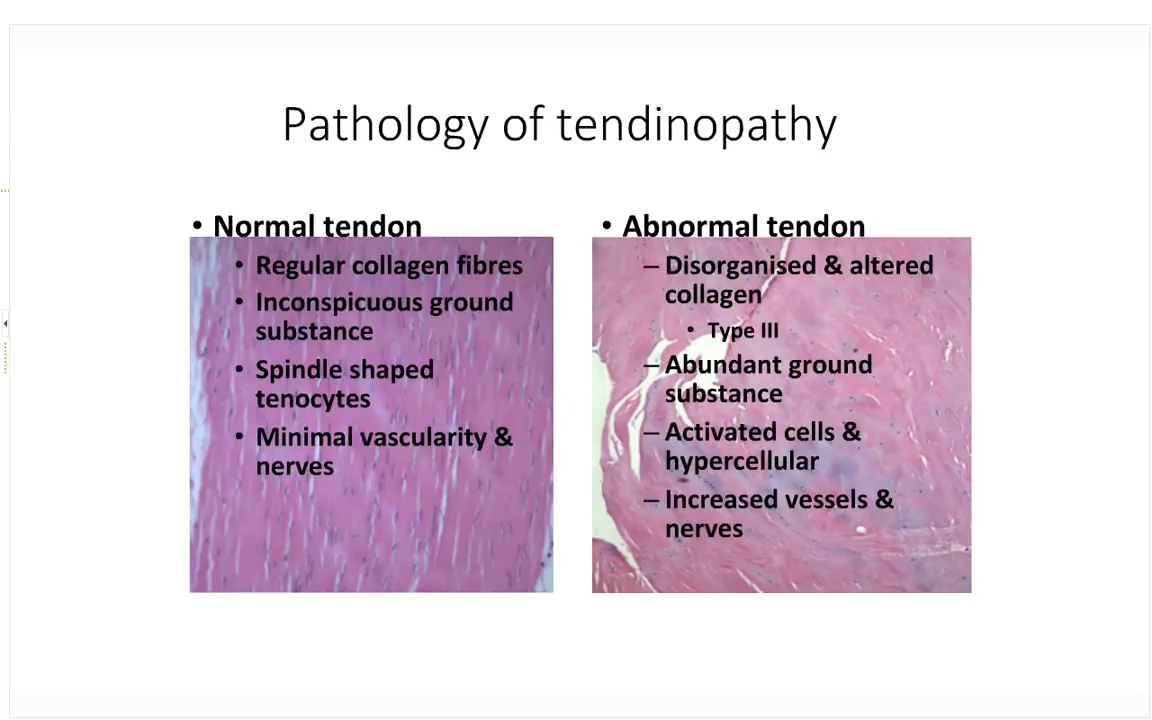 Pathology of tendinopathy
• Normal tendon
• Regular collagen fibres
• Inconspicuous ground
substance
• Spindle shaped
tenocytes
• Minimal vascularity &
nerves
• Abnormal tendon
– Disorganised & altered
collagen
• Type III
– Abundant ground
substance
– Activated cells &
hypercellular
– Increased vessels &
nerves